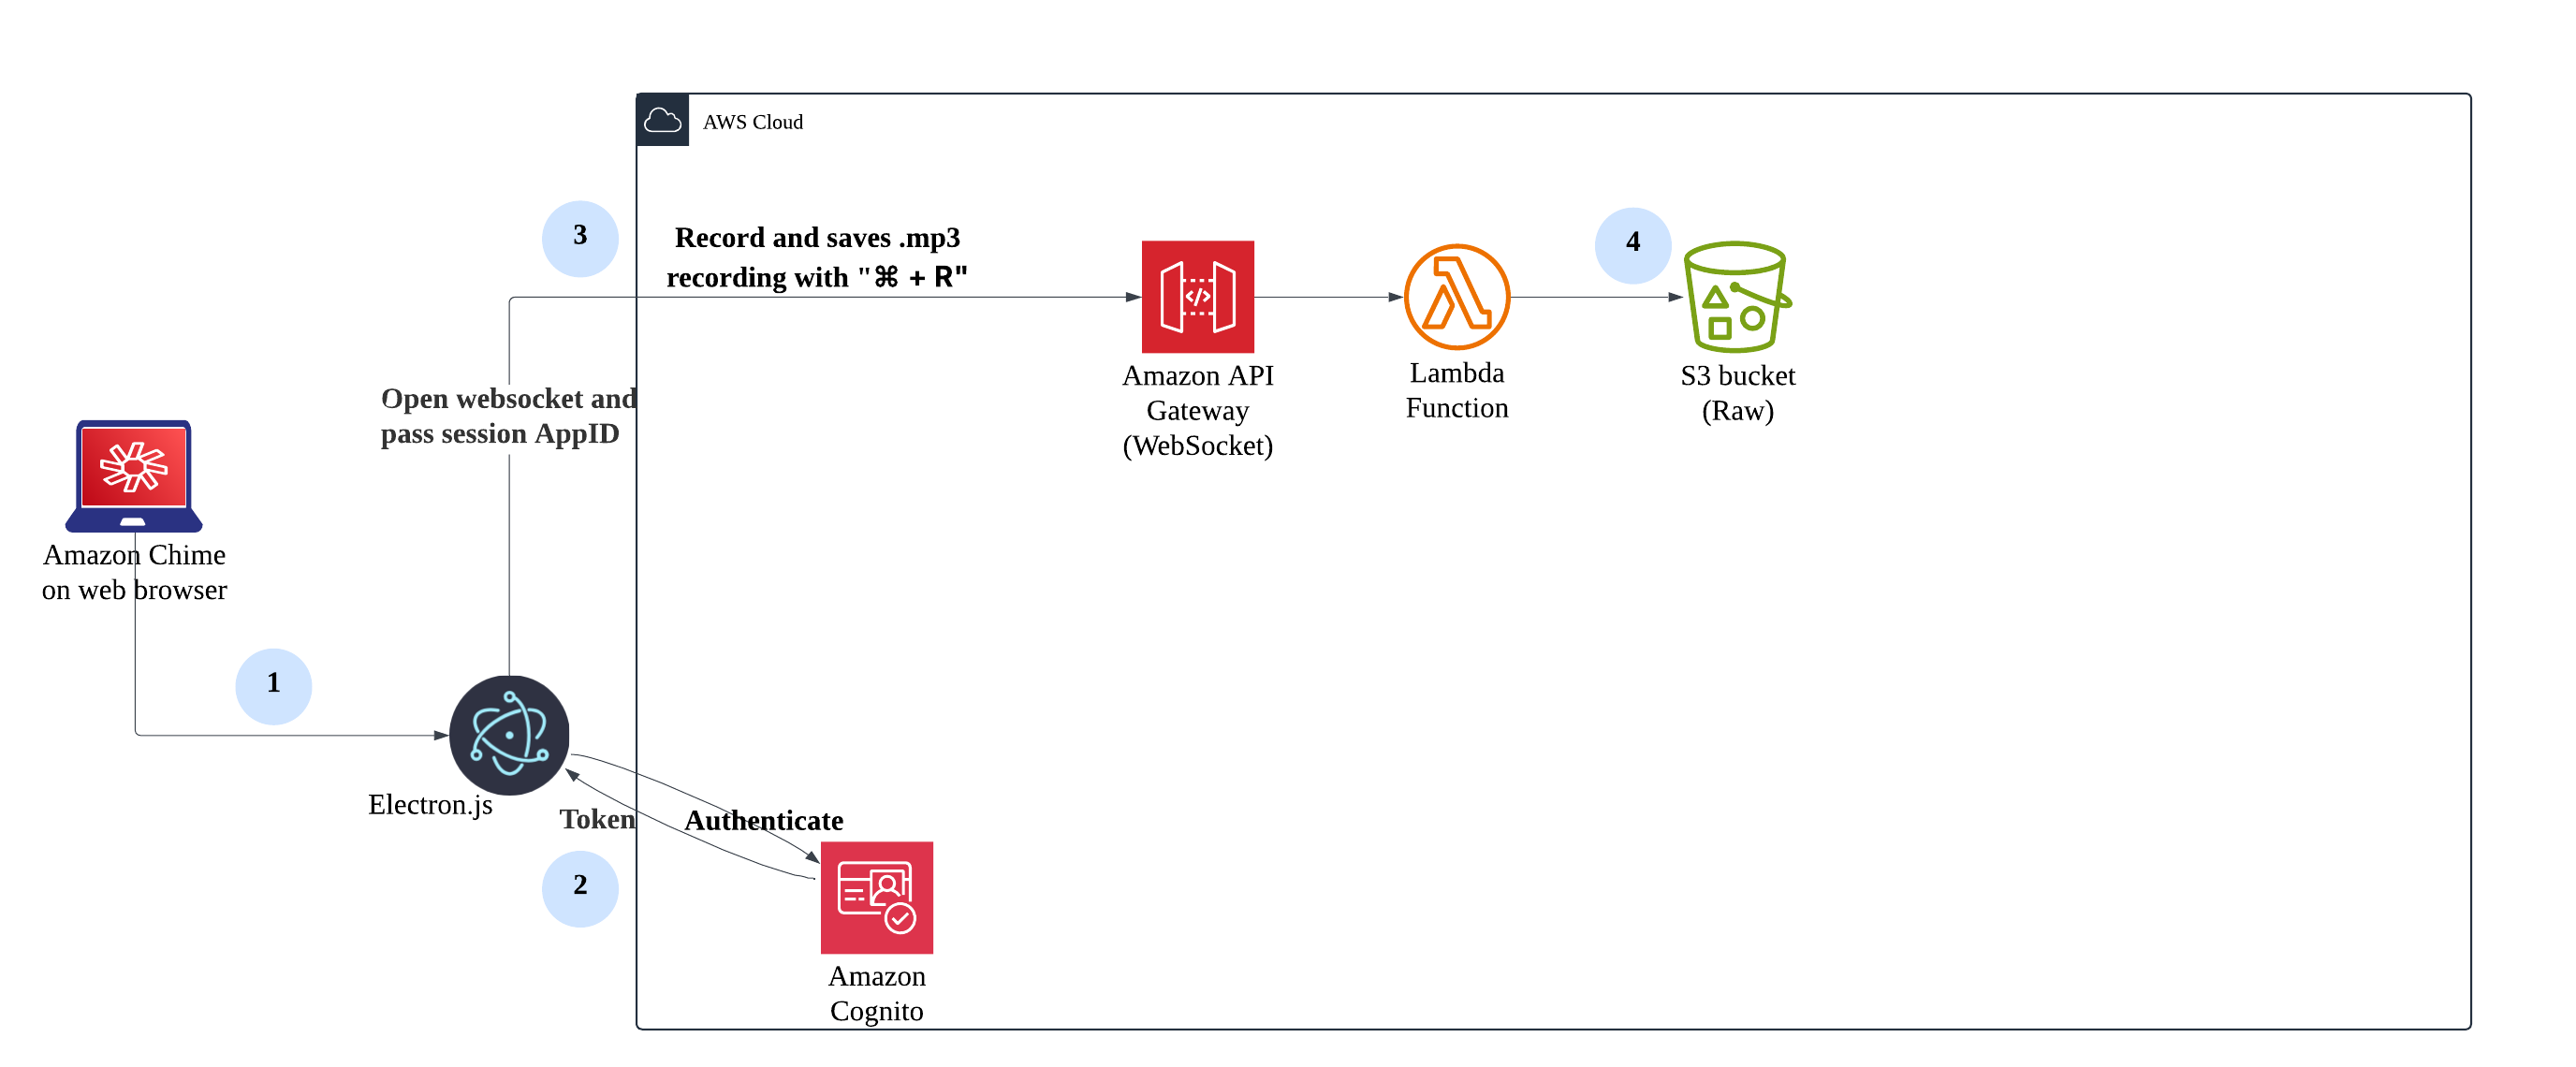 AWS Cloud
3
Record and saves .mp3
recording with "⌘ + R"
4
Amazon API
Gateway
(WebSocket)
Lambda
Function
S3 bucket
(Raw)
Open websocket and
pass session AppID
Amazon Chime
on web browser
1
Electron.js
Token
Authenticate
2
Amazon
Cognito